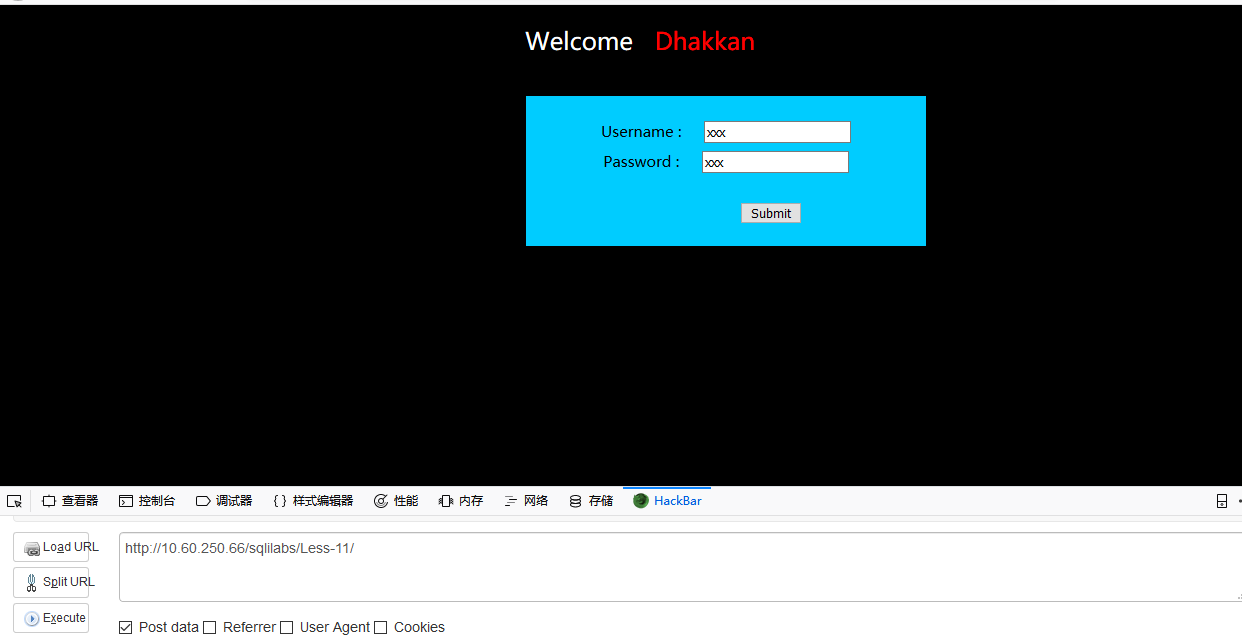 Welcome Dhakkan
Username : xxx
Password : xxx
Submit
查看器 控制台 调试器 { } 样式编辑器 性能 内存 网络 存储 HackBar
Load URL http://10.60.250.66/sqlilabs/Less-11/
Split URL
Execute
Post data Referrer User Agent Cookies